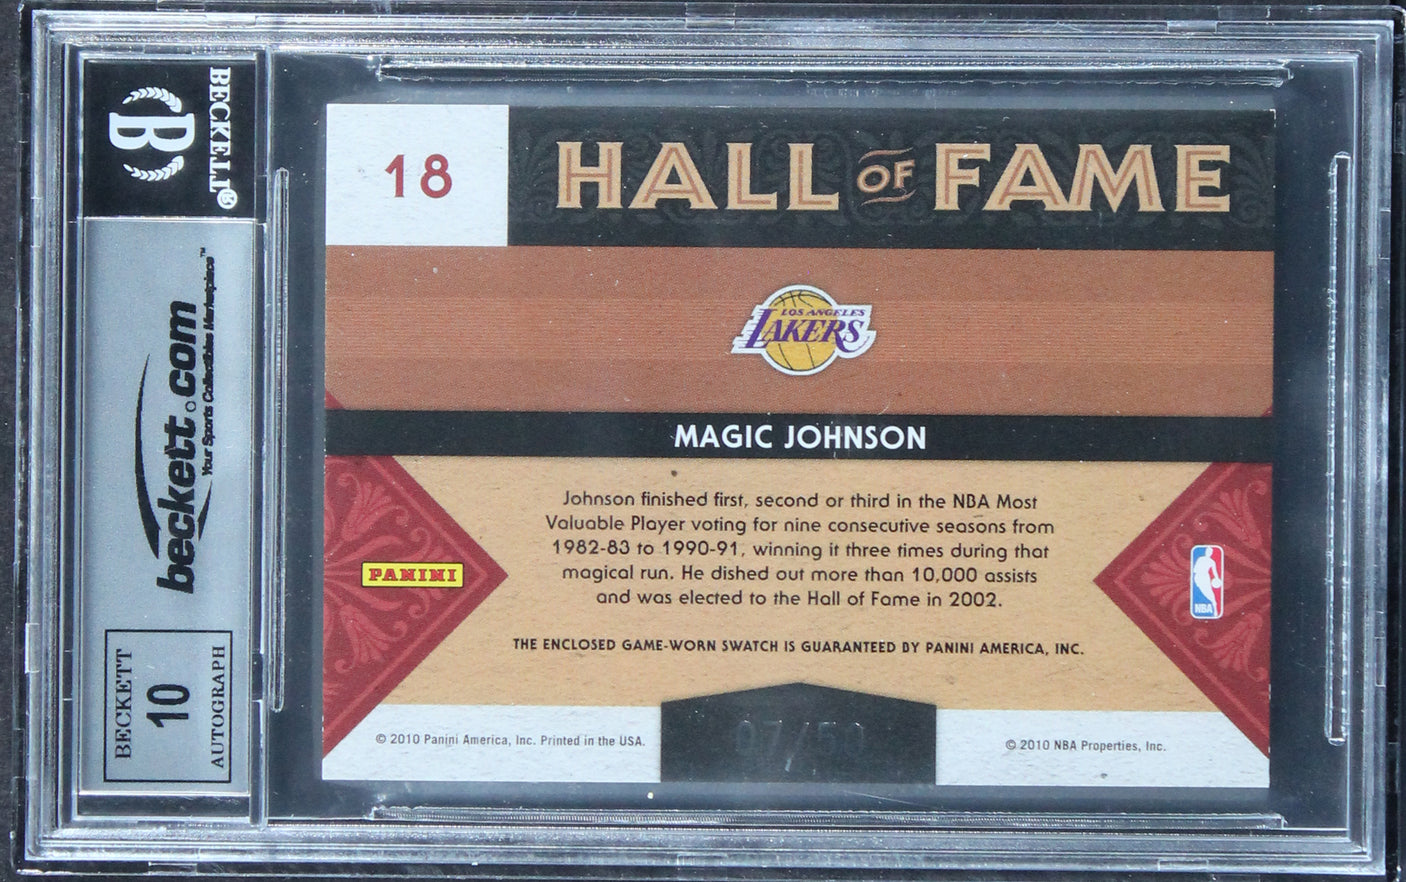 BECKETT®
B
beckett.com™
Your Sports Collectibles Marketplace
BECKETT
10
AUTOGRAPH
18
HALL OF FAME
LOS ANGELES
LAKERS
MAGIC JOHNSON
Johnson finished first, second or third in the NBA Most
Valuable Player voting for nine consecutive seasons from
1982-83 to 1990-91, winning it three times during that
magical run. He dished out more than 10,000 assists
and was elected to the Hall of Fame in 2002.
PANINI
NBA
THE ENCLOSED GAME-WORN SWATCH IS GUARANTEED BY PANINI AMERICA, INC.
© 2010 Panini America, Inc. Printed in the USA.
07/50
© 2010 NBA Properties, Inc.